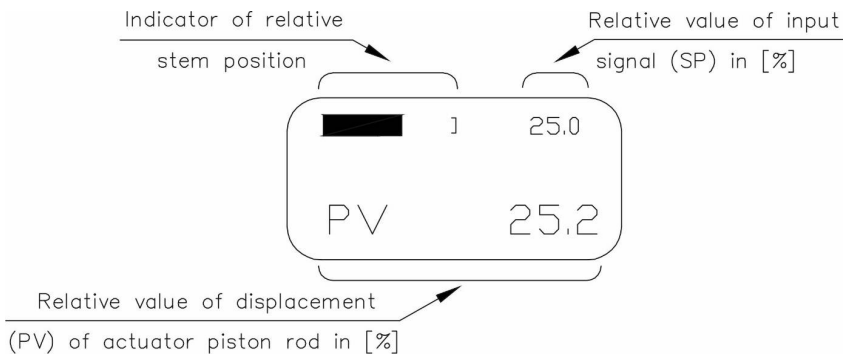 Indicator of relative
stem position
Relative value of input
signal (SP) in [%]
] 25.0
PV 25.2
Relative value of displacement
(PV) of actuator piston rod in [%]